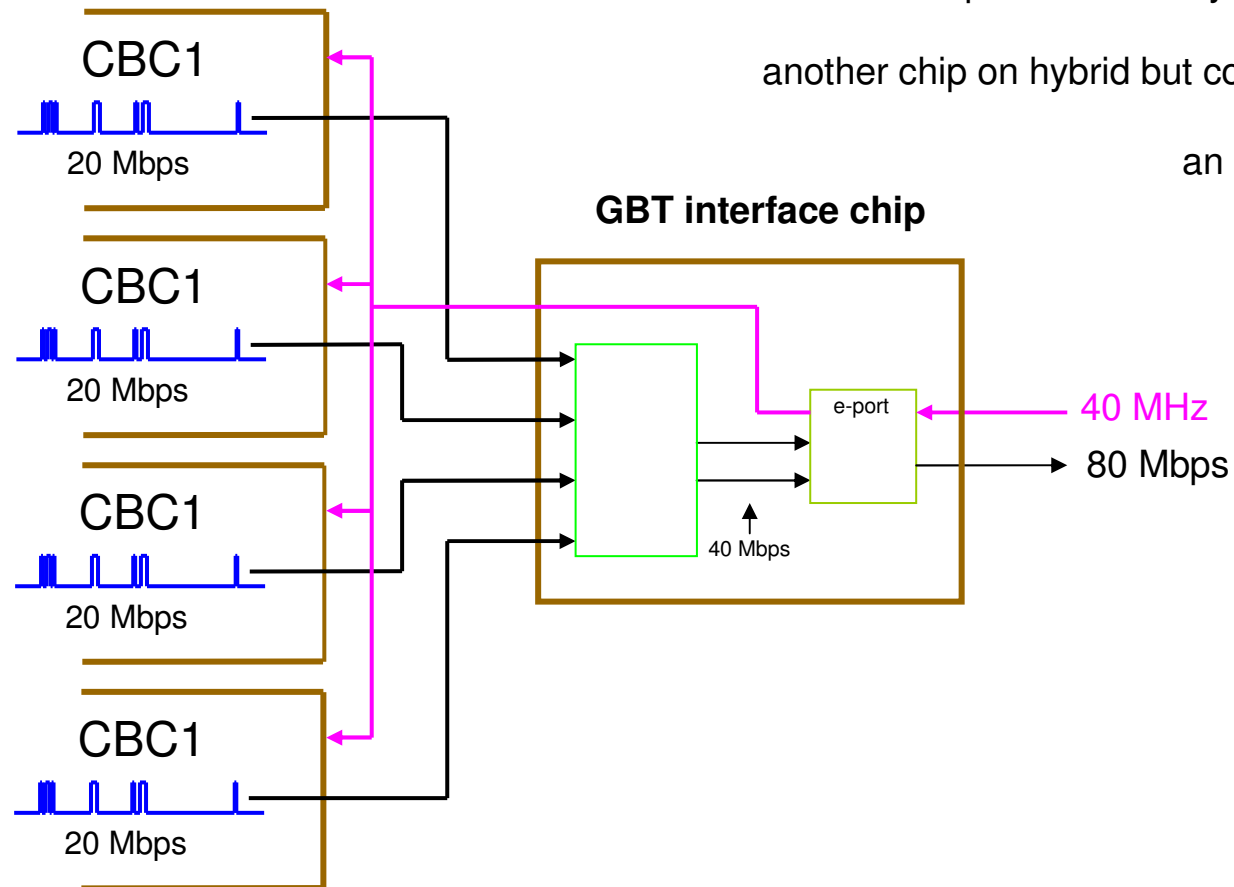 CBC1
20 Mbps
another chip on hybrid but
an
GBT interface chip
CBC1
20 Mbps
e-port
40 MHz
80 Mbps
40 Mbps
CBC1
20 Mbps
CBC1
20 Mbps